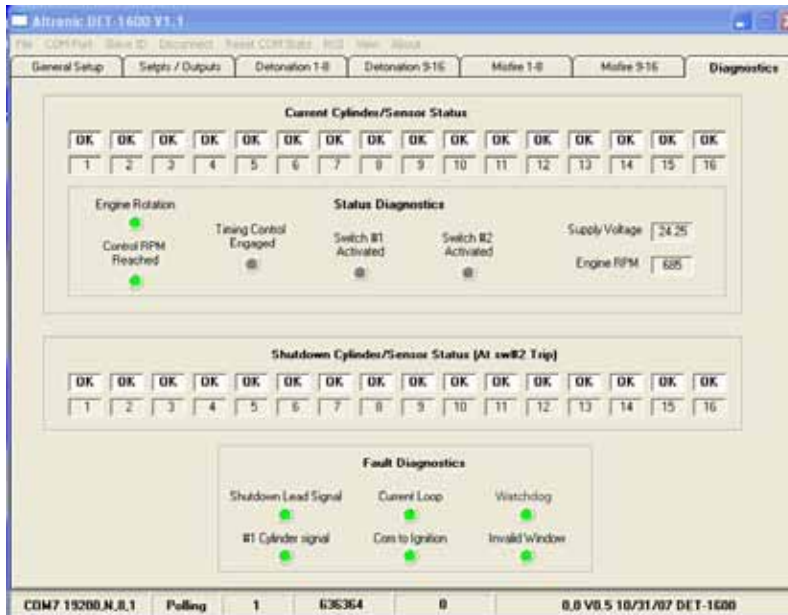 Altronic DET-1600 V1.1
File COM Port Slave ID Disconnect Reset COM Stats View About
General Setup Setpts / Outputs Detonation 1-8 Detonation 9-16 Misfire 1-8 Misfire 9-16 Diagnostics
Current Cylinder/Sensor Status
OK OK OK OK OK OK OK OK OK OK OK OK OK OK OK OK
1 2 3 4 5 6 7 8 9 10 11 12 13 14 15 16
Status Diagnostics
Engine Rotation
Control RPM
Reached
Timing Control
Engaged
Switch #1
Activated
Switch #2
Activated
Supply Voltage 24.25
Engine RPM 685
Shutdown Cylinder/Sensor Status (At sw#2 Trip)
OK OK OK OK OK OK OK OK OK OK OK OK OK OK OK OK
1 2 3 4 5 6 7 8 9 10 11 12 13 14 15 16
Fault Diagnostics
Shutdown Lead Signal Current Loop Watchdog
#1 Cylinder signal Com to Ignition Invalid Window
COM7 19200,N,8,1 Polling 1 636364 0 0,0 V0.5 10/31/07 DET-1600